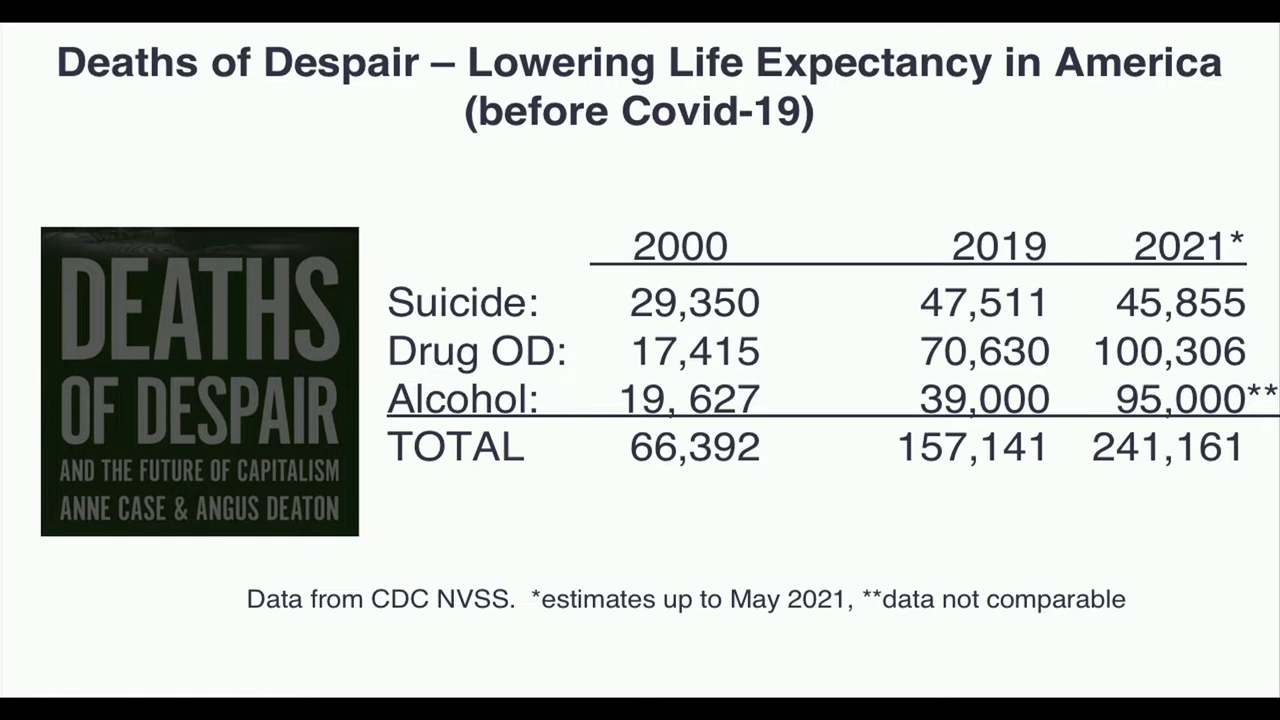 Deaths of Despair – Lowering Life Expectancy in America
(before Covid-19)
DEATHS
OF DESPAIR
AND THE FUTURE OF CAPITALISM
ANNE CASE & ANGUS DEATON
2000 2019 2021*
Suicide: 29,350 47,511 45,855
Drug OD: 17,415 70,630 100,306
Alcohol: 19, 627 39,000 95,000**
TOTAL 66,392 157,141 241,161
Data from CDC NVSS. *estimates up to May 2021, **data not comparable